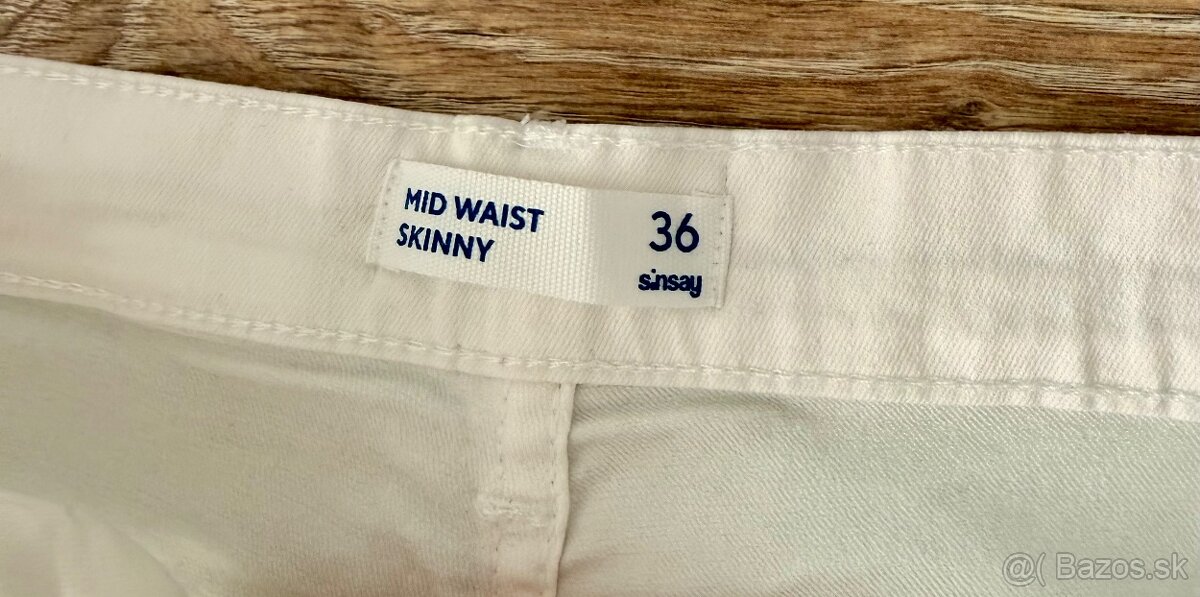 MID WAIST
SKINNY
36
sinsay
@( Bazos.sk